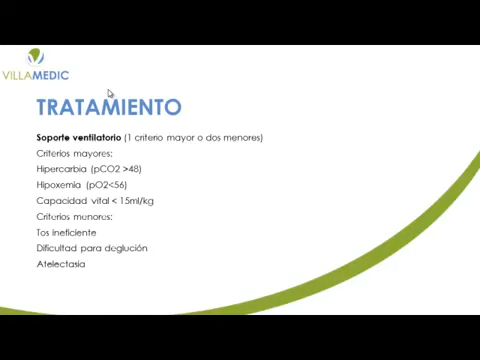 VILLAMEDIC
TRATAMIENTO
Soporte ventilatorio (1 criterio mayor o dos menores)
Criterios mayores:
Hipercarbia (pCO2 >48)
Hipoxemia (pO2<56)
Capacidad vital < 15ml/kg
Criterios menores:
Tos ineficiente
Dificultad para deglución
Atelectasia